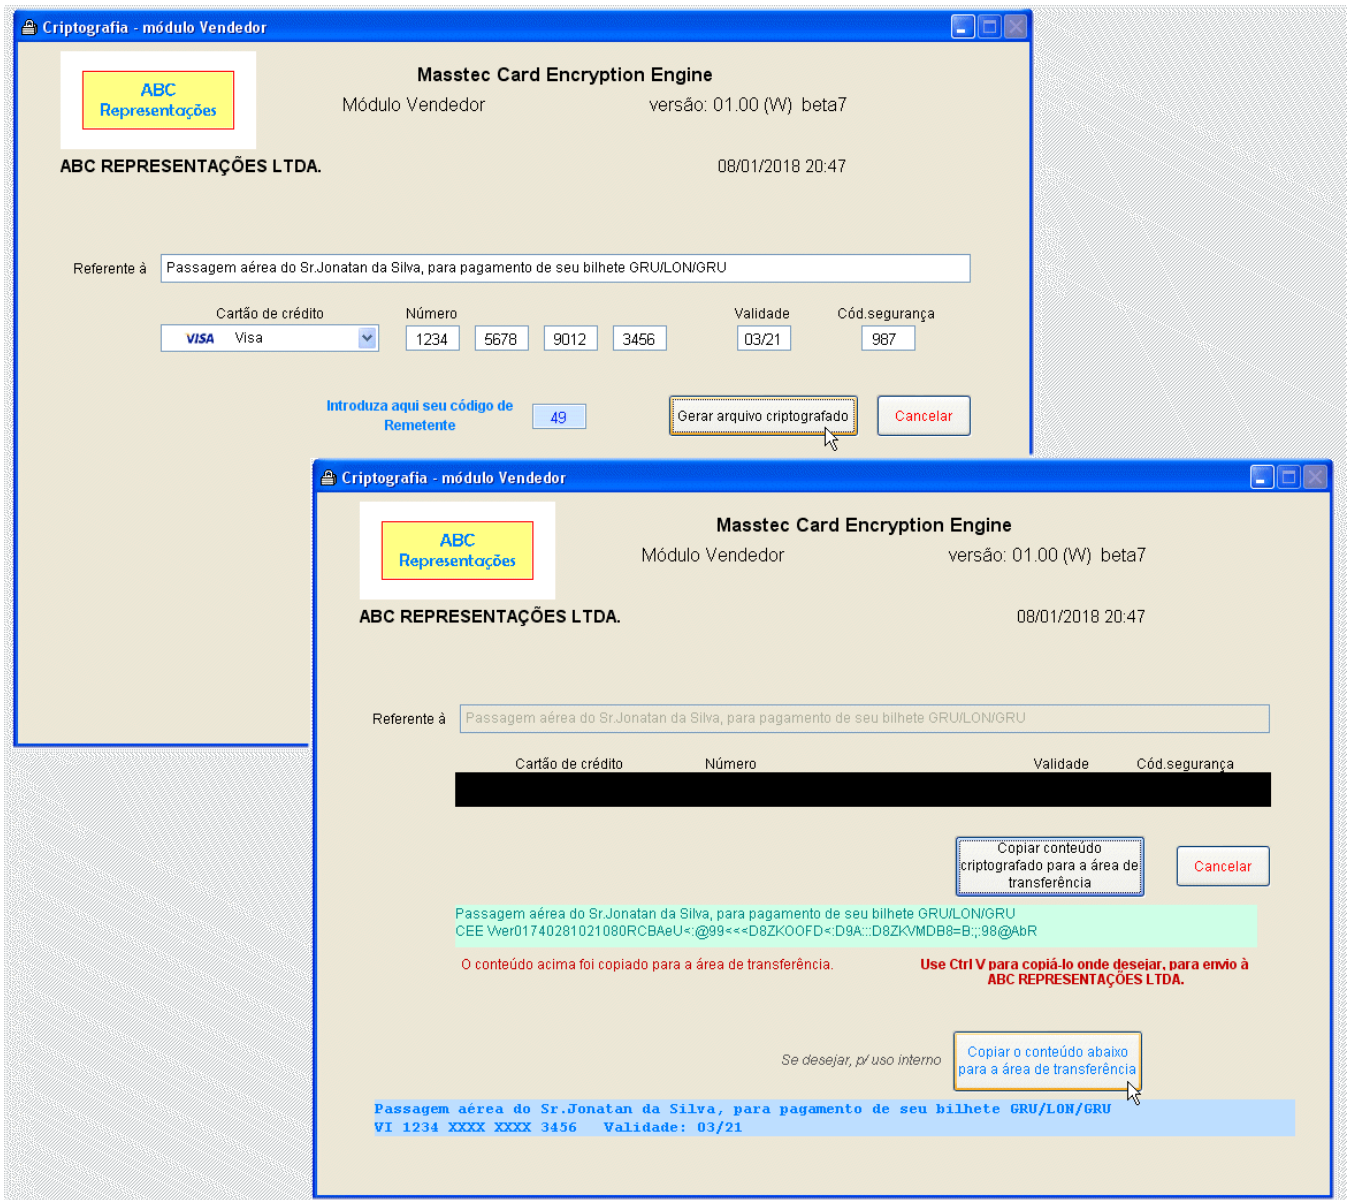 Criptografia - módulo Vendedor
ABC
Representações
Masstec Card Encryption Engine
Módulo Vendedor versão: 01.00 (W) beta7
ABC REPRESENTAÇÕES LTDA. 08/01/2018 20:47
Referente à Passagem aérea do Sr.Jonatan da Silva, para pagamento de seu bilhete GRU/LON/GRU
Cartão de crédito Número Validade Cód.segurança
VISA Visa 1234 5678 9012 3456 03/21 987
Introduza aqui seu código de
Remetente
49
Gerar arquivo criptografado
Cancelar
Criptografia - módulo Vendedor
ABC
Representações
Masstec Card Encryption Engine
Módulo Vendedor versão: 01.00 (W) beta7
ABC REPRESENTAÇÕES LTDA. 08/01/2018 20:47
Referente à Passagem aérea do Sr.Jonatan da Silva, para pagamento de seu bilhete GRU/LON/GRU
Cartão de crédito Número Validade Cód.segurança
Copiar conteúdo
criptografado para a área de
transferência
Cancelar
Passagem aérea do Sr.Jonatan da Silva, para pagamento de seu bilhete GRU/LON/GRU
CEE Vver01740281021080RCBAeU<:@99<<<D8ZKOOFD<:D9A:::D8ZKVMDB8=B:;:98@AbR
O conteúdo acima foi copiado para a área de transferência.
Use Ctrl V para copiá-lo onde desejar, para envio à
ABC REPRESENTAÇÕES LTDA.
Se desejar, p/ uso interno
Copiar o conteúdo abaixo
para a área de transferência
Passagem aérea do Sr.Jonatan da Silva, para pagamento de seu bilhete GRU/LON/GRU
VI 1234 XXXX XXXX 3456 Validade: 03/21